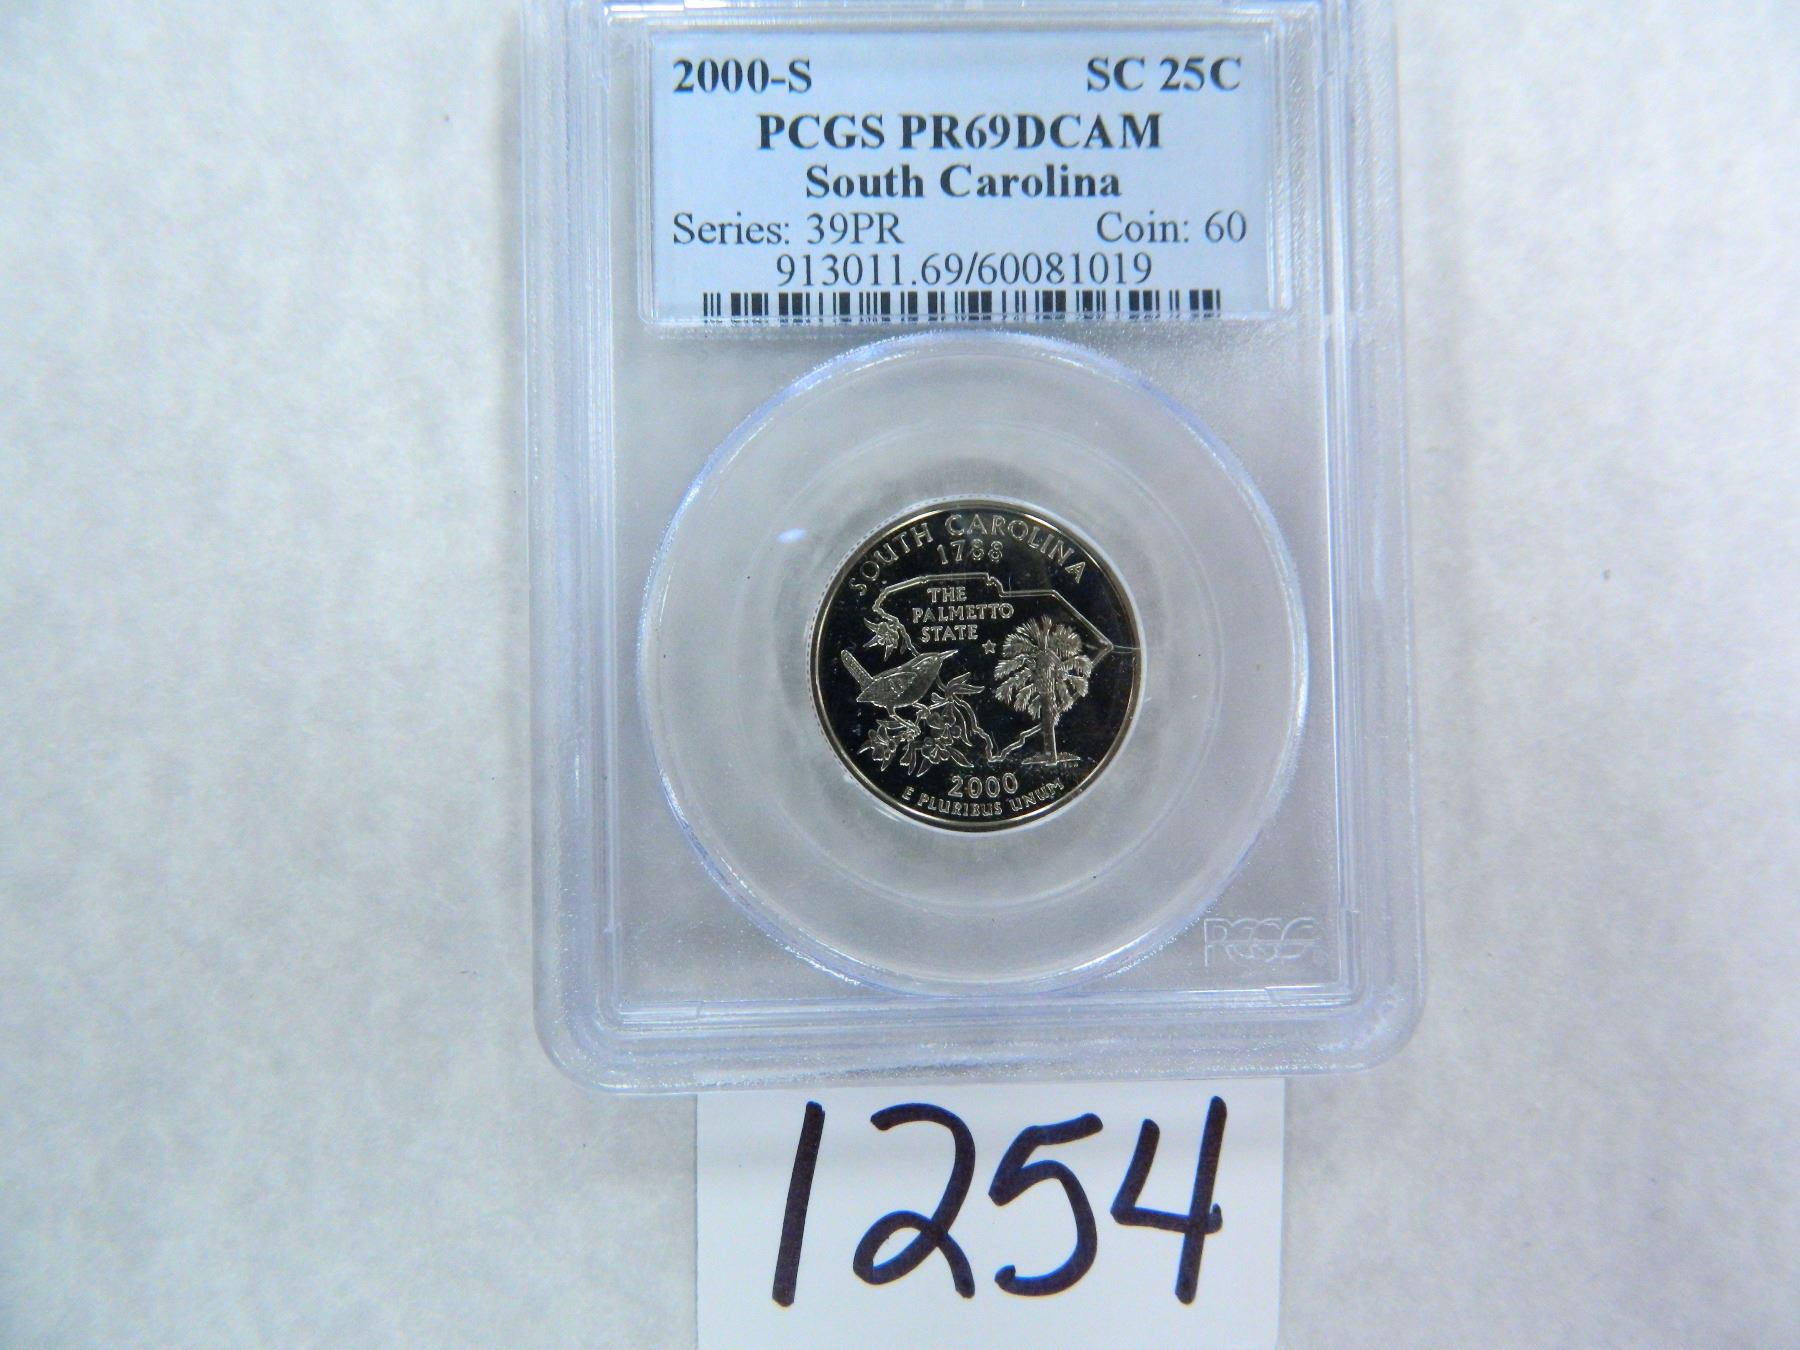 2000-S SC 25C
PCGS PR69DCAM
South Carolina
Series: 39PR Coin: 60
913011.69/60081019
SOUTH CAROLINA
1788
THE
PALMETTO
STATE
2000
E PLURIBUS UNUM
PCGS
1254